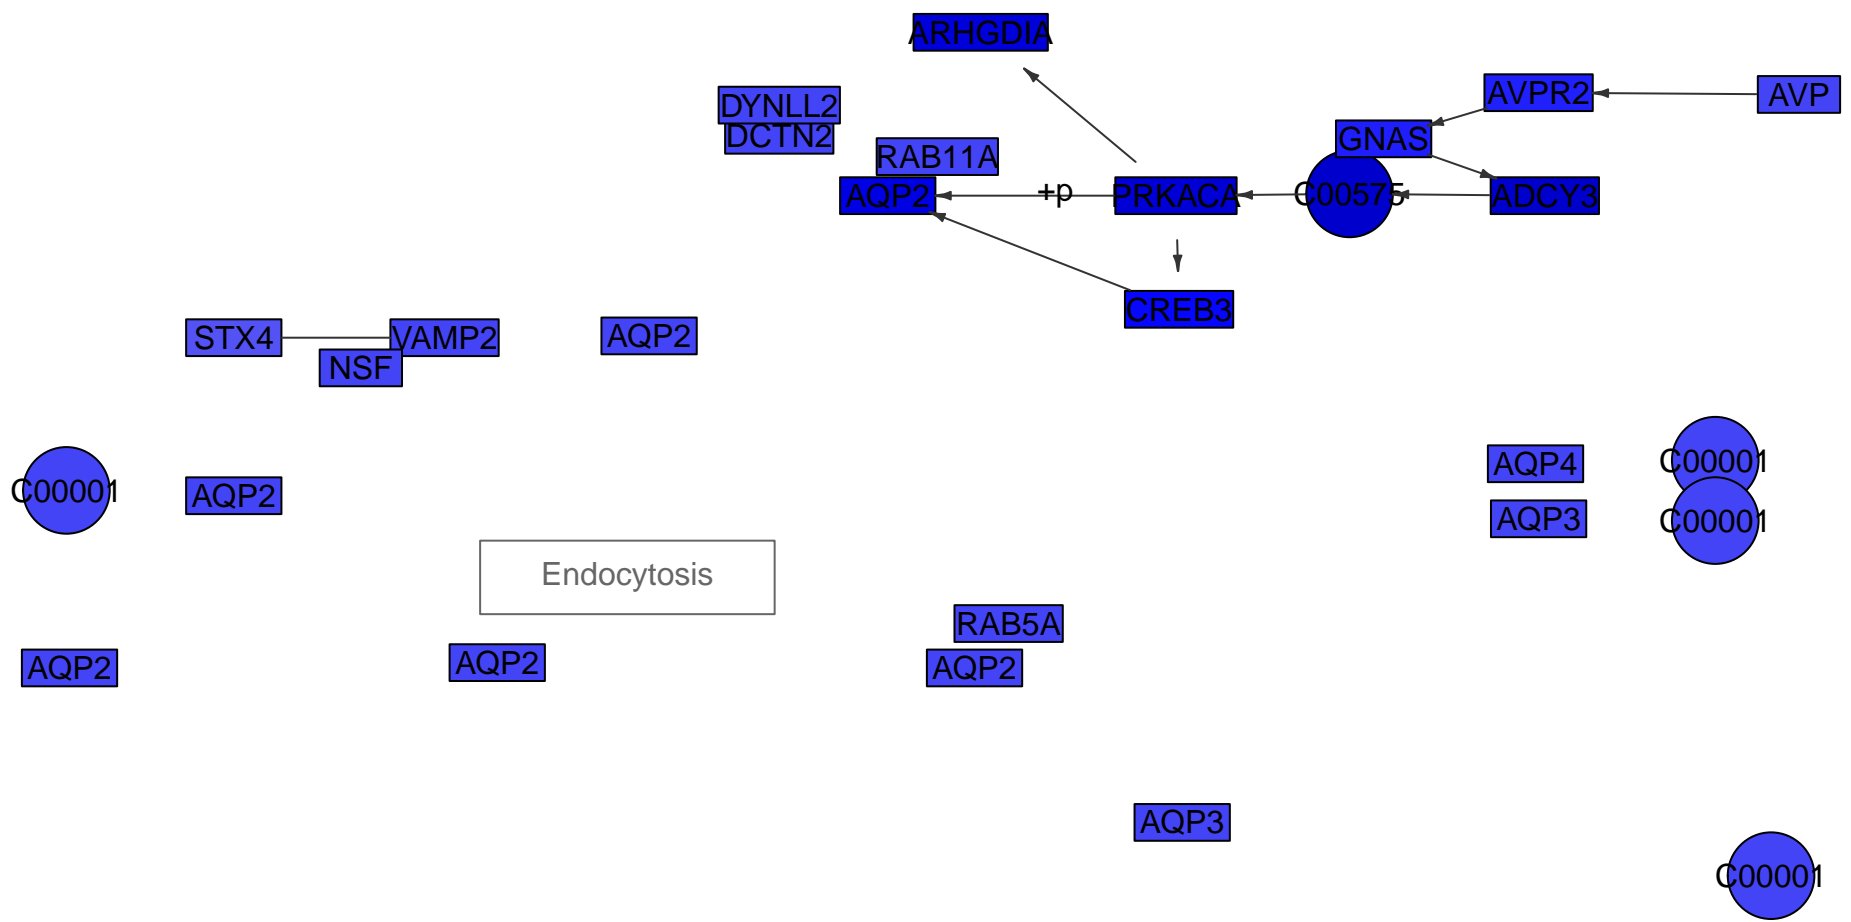 ARHGDIA
DYNLL2
AVPR2
AVP
DCTN2
GNAS
RAB11A
AQP2
+p
PRKACA
C00575
ADCY3
CREB3
STX4
VAMP2
AQP2
NSF
C00001
AQP2
AQP4
C00001
AQP3
C00001
Endocytosis
RAB5A
AQP2
AQP2
AQP2
AQP3
C00001